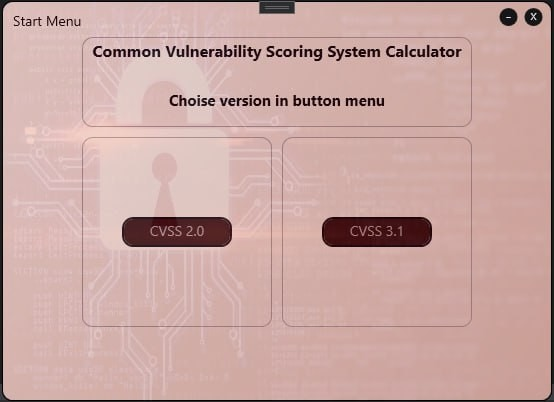 Start Menu
Common Vulnerability Scoring System Calculator
Choise version in button menu
CVSS 2.0
CVSS 3.1